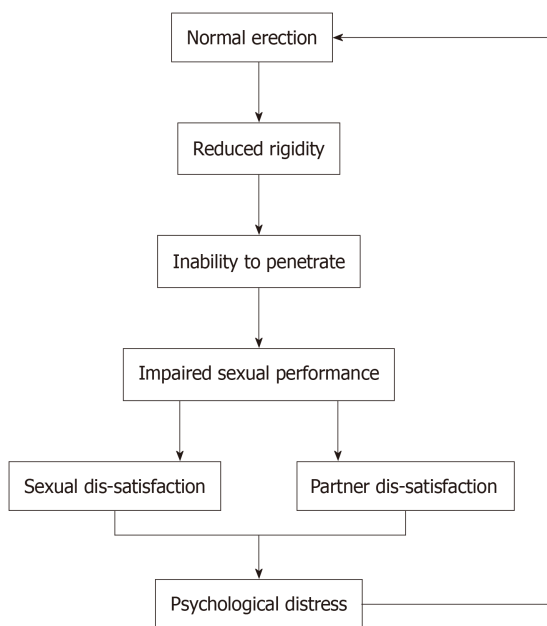 Normal erection
Reduced rigidity
Inability to penetrate
Impaired sexual performance
Sexual dis-satisfaction
Partner dis-satisfaction
Psychological distress